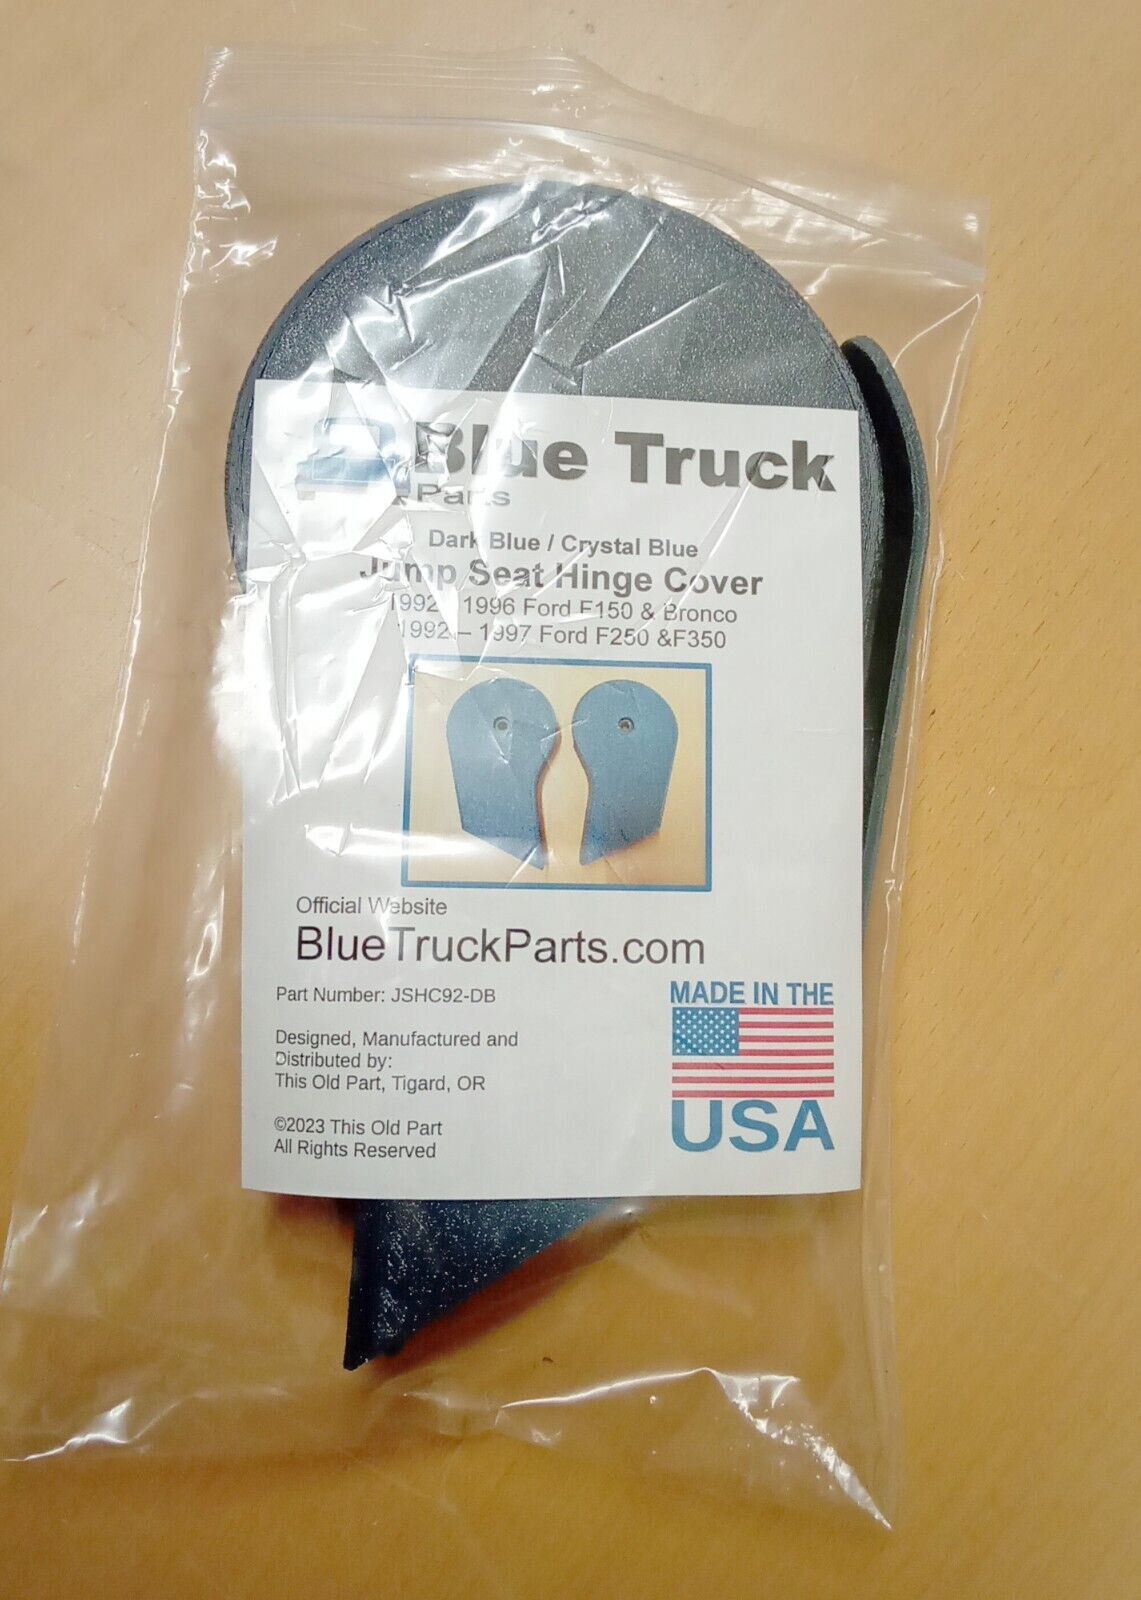 Blue Truck
Parts
Dark Blue / Crystal Blue
Jump Seat Hinge Cover
1992 – 1996 Ford F150 & Bronco
1992 – 1997 Ford F250 &F350
Official Website
BlueTruckParts.com
Part Number: JSHC92-DB
Designed, Manufactured and
Distributed by:
This Old Part, Tigard, OR
©2023 This Old Part
All Rights Reserved
MADE IN THE
USA